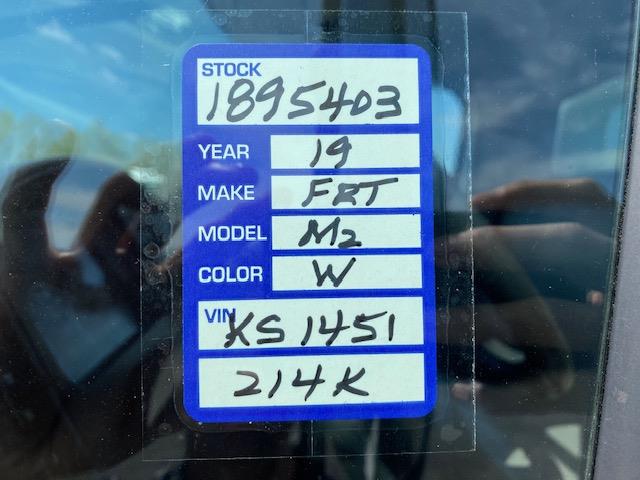 STOCK
1895403
YEAR 19
MAKE FRT
MODEL M2
COLOR W
VIN KS1451
214K